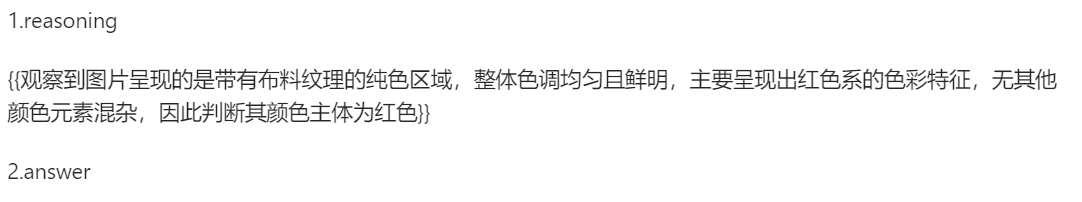 1.reasoning
{{观察到图片呈现的是带有布料纹理的纯色区域，整体色调均匀且鲜明，主要呈现出红色系的色彩特征，无其他
颜色元素混杂，因此判断其颜色主体为红色}}
2.answer